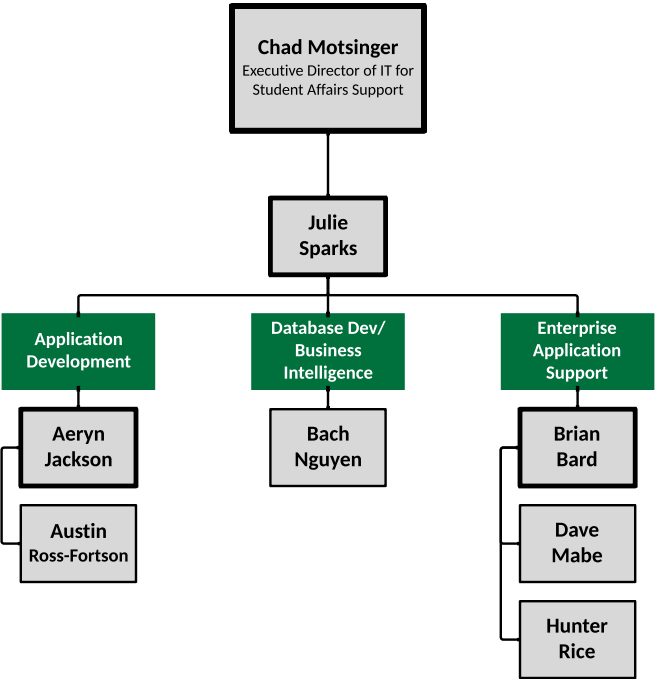 Chad Motsinger
Executive Director of IT for
Student Affairs Support
Julie
Sparks
Application
Development
Database Dev/
Business
Intelligence
Enterprise
Application
Support
Aeryn
Jackson
Bach
Nguyen
Brian
Bard
Austin
Ross-Fortson
Dave
Mabe
Hunter
Rice